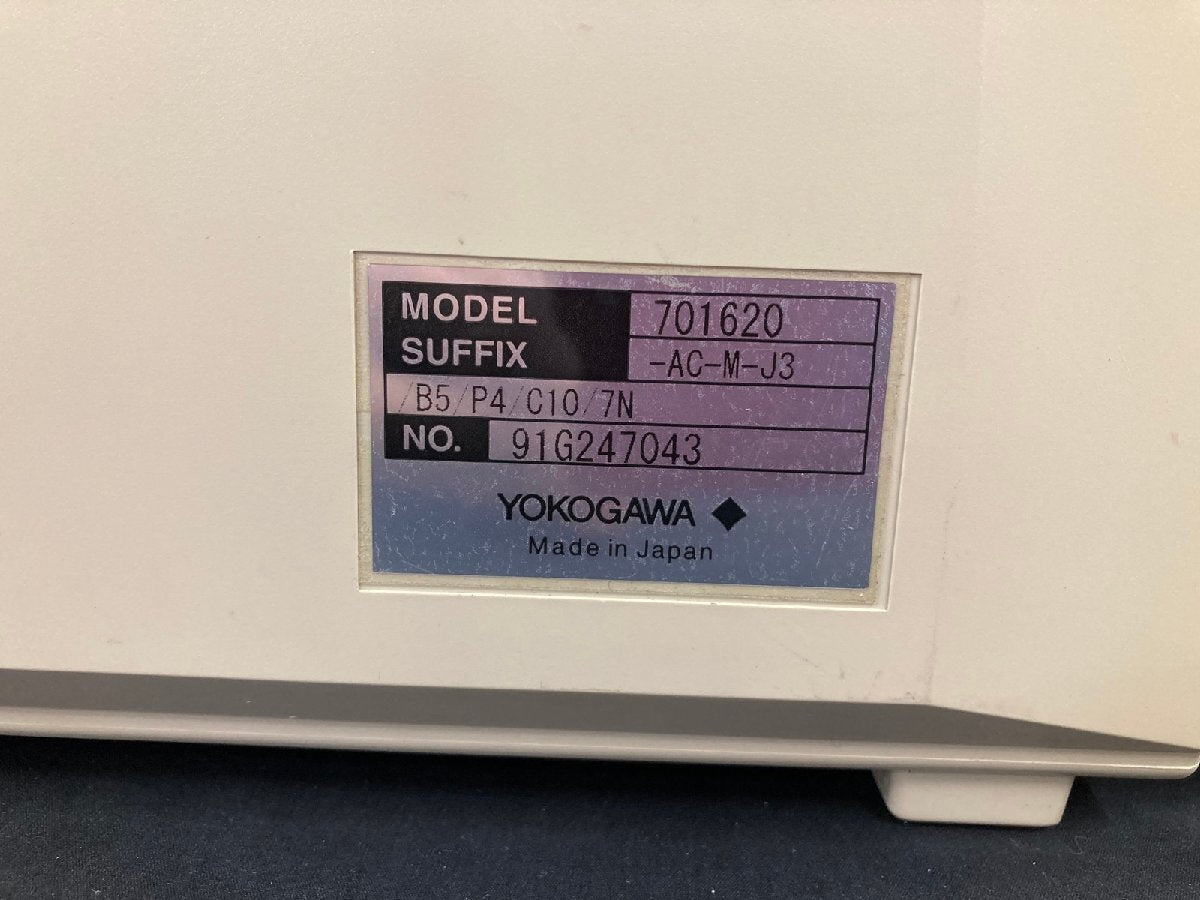 MODEL 701620
SUFFIX -AC-M-J3
/B5/P4/C10/7N
NO. 91G247043
YOKOGAWA
Made in Japan